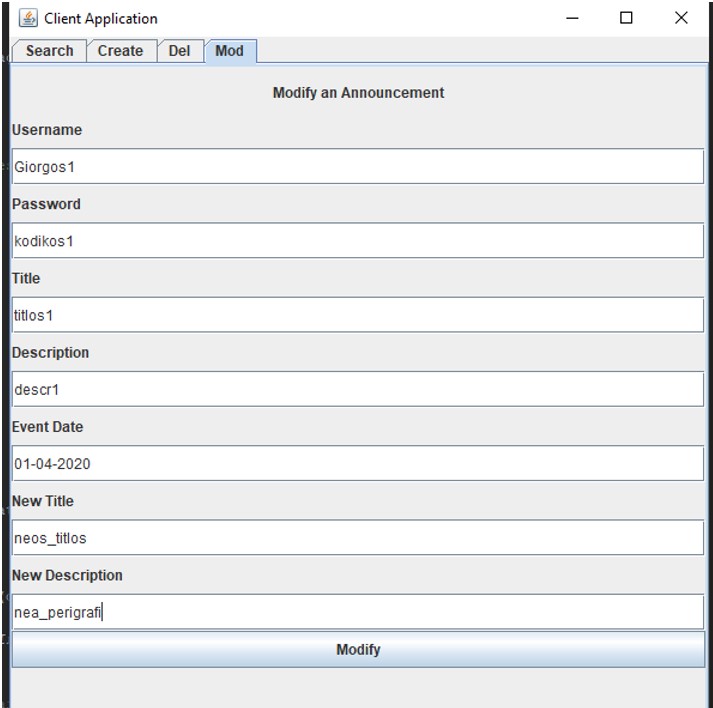 Client Application
Search Create Del Mod
Modify an Announcement
Username
Giorgos1
Password
kodikos1
Title
titlos1
Description
descr1
Event Date
01-04-2020
New Title
neos_titlos
New Description
nea_perigrafi
Modify